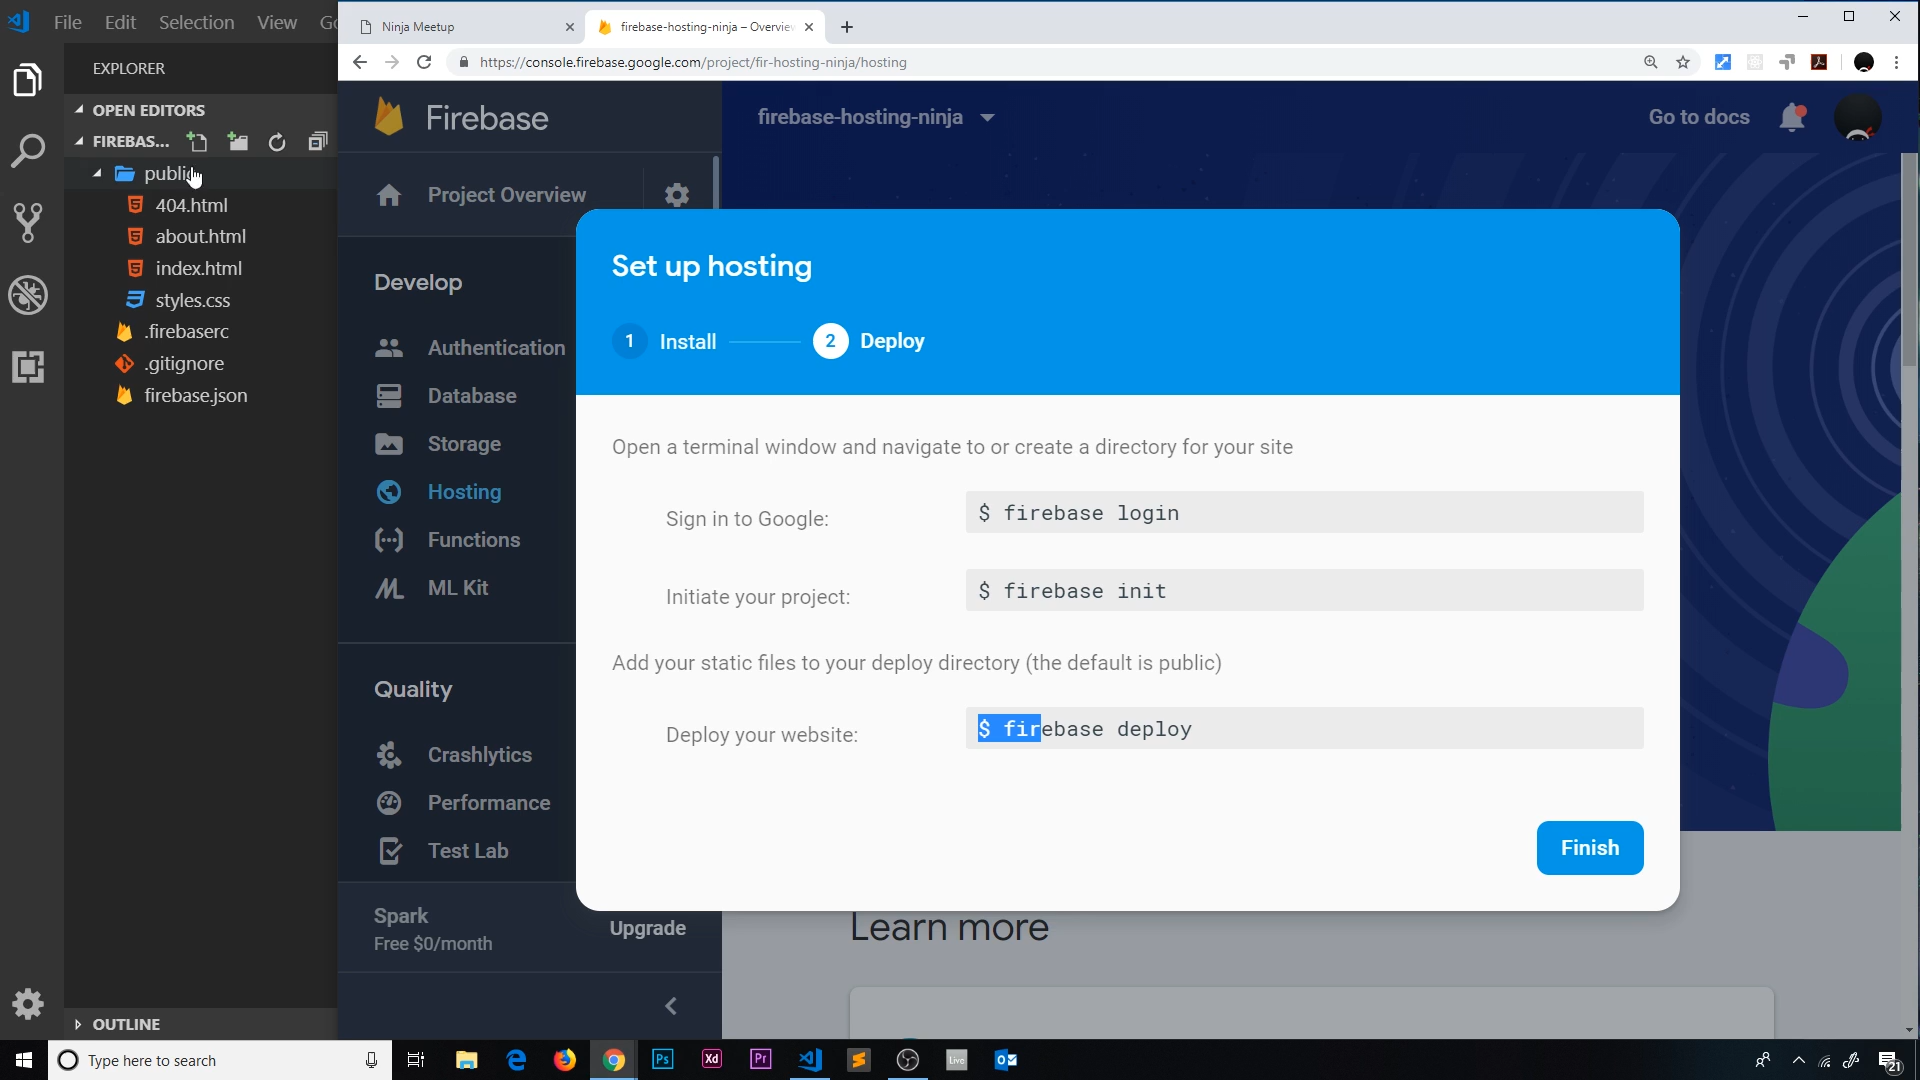 File Edit Selection View Go
EXPLORER
OPEN EDITORS
FIREBAS...
public
404.html
about.html
index.html
styles.css
.firebaserc
.gitignore
firebase.json
OUTLINE
Ninja Meetup
firebase-hosting-ninja – Overview
https://console.firebase.google.com/project/fir-hosting-ninja/hosting
Firebase
Project Overview
Develop
Authentication
Database
Storage
Hosting
Functions
ML Kit
Quality
Crashlytics
Performance
Test Lab
Spark
Free $0/month
Upgrade
firebase-hosting-ninja
Go to docs
Set up hosting
1 Install 2 Deploy
Open a terminal window and navigate to or create a directory for your site
Sign in to Google: $ firebase login
Initiate your project: $ firebase init
Add your static files to your deploy directory (the default is public)
Deploy your website: $ firebase deploy
Finish
Learn more
Type here to search
Ps
Xd
Pr
Live
21